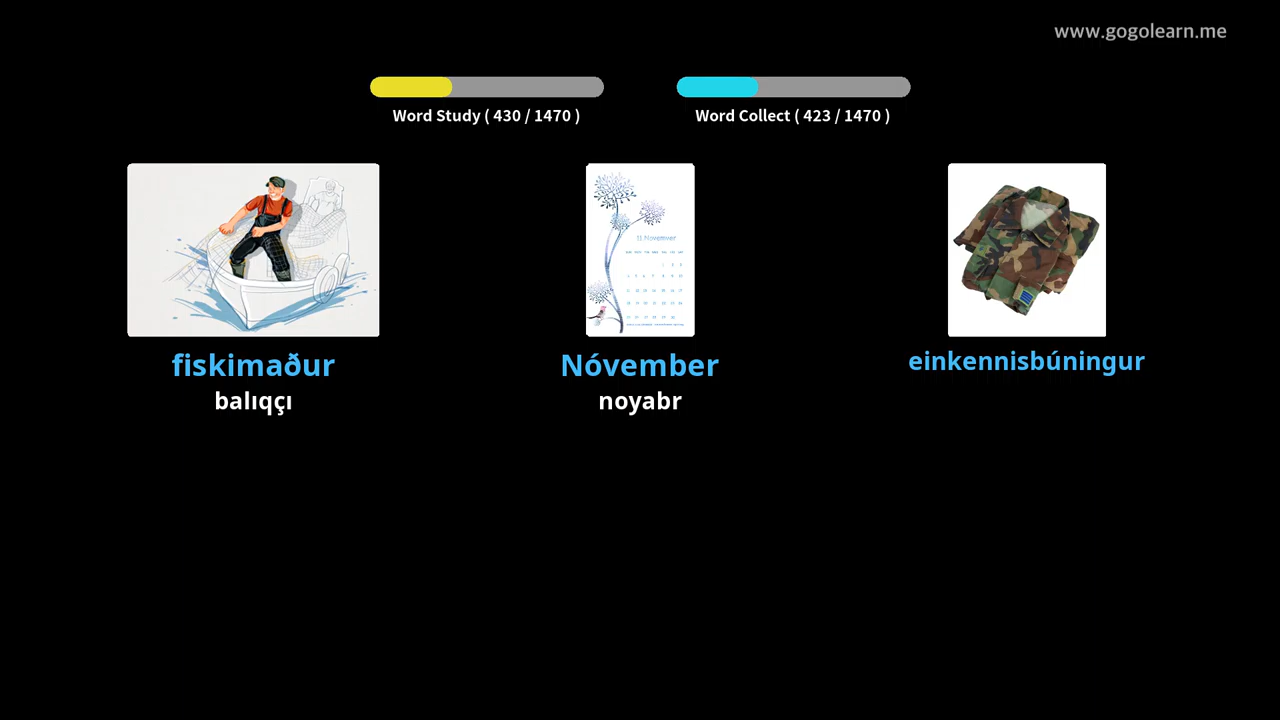 www.gogolearn.me
Word Study ( 430 / 1470 )
Word Collect ( 423 / 1470 )
fiskimaður
balıqçı
Nóvember
noyabr
einkennisbúningur